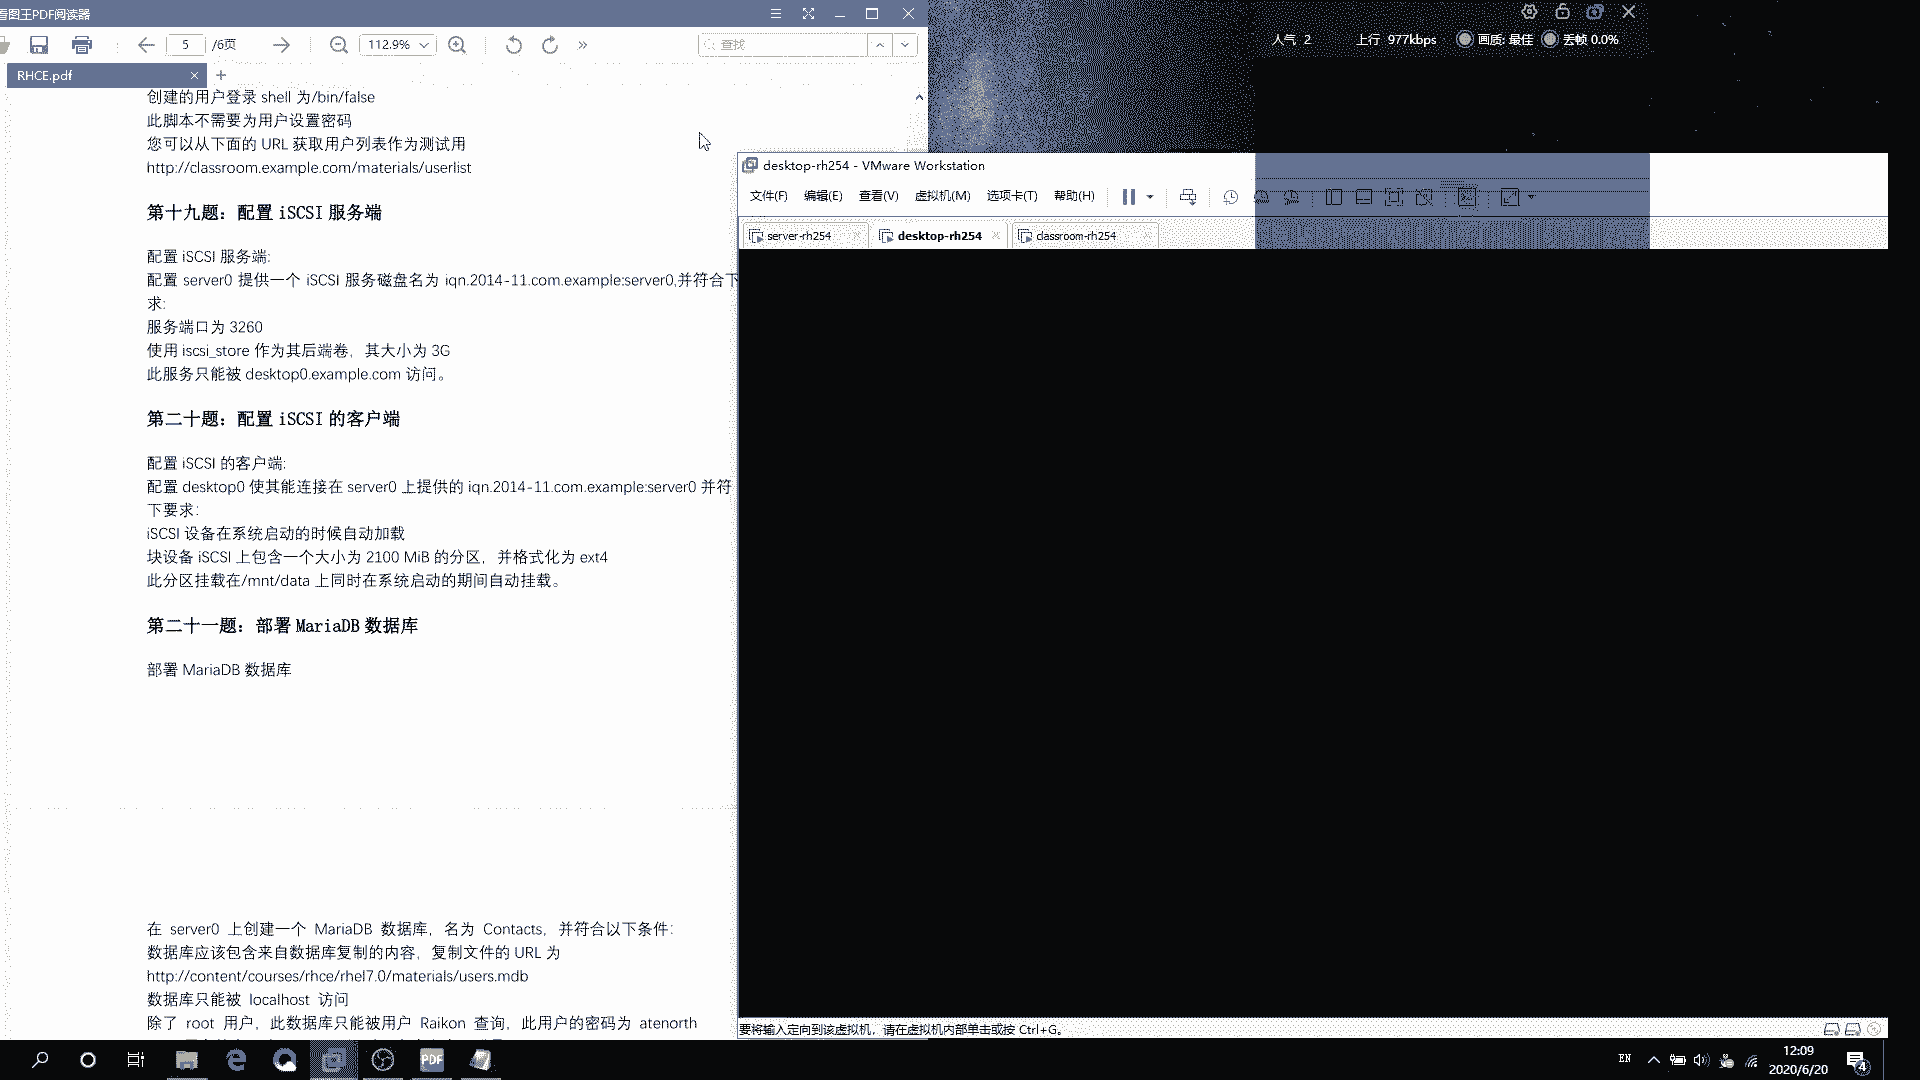 看图王PDF阅读器
5 /6页
112.9%
查找
RHCE.pdf
创建的用户登录 shell 为/bin/false
此脚本不需要为用户设置密码
您可以从下面的 URL 获取用户列表作为测试用
http://classroom.example.com/materials/userlist
第十九题：配置 iSCSI 服务端
配置 iSCSI 服务端:
配置 server0 提供一个 iSCSI 服务磁盘名为 iqn.2014-11.com.example:server0,并符合下
求:
服务端口为 3260
使用 iscsi_store 作为其后端卷，其大小为 3G
此服务只能被 desktop0.example.com 访问。
第二十题：配置 iSCSI 的客户端
配置 iSCSI 的客户端:
配置 desktop0 使其能连接在 server0 上提供的 iqn.2014-11.com.example:server0 并符
下要求:
iSCSI 设备在系统启动的时候自动加载
块设备 iSCSI 上包含一个大小为 2100 MiB 的分区，并格式化为 ext4
此分区挂载在/mnt/data 上同时在系统启动的期间自动挂载。
第二十一题：部署 MariaDB 数据库
部署 MariaDB 数据库
在 server0 上创建一个 MariaDB 数据库，名为 Contacts，并符合以下条件:
数据库应该包含来自数据库复制的内容，复制文件的 URL 为
http://content/courses/rhce/rhel7.0/materials/users.mdb
数据库只能被 localhost 访问
除了 root 用户，此数据库只能被用户 Raikon 查询，此用户的密码为 atenorth
人气 2 上行 977kbps 画质: 最佳 丢帧 0.0%
desktop-rh254 - VMware Workstation
文件(F) 编辑(E) 查看(V) 虚拟机(M) 选项卡(T) 帮助(H)
server-rh254 desktop-rh254 classroom-rh254
要将输入定向到该虚拟机，请在虚拟机内部单击或按 Ctrl+G。
PDF
EN
12:09
2020/6/20
4